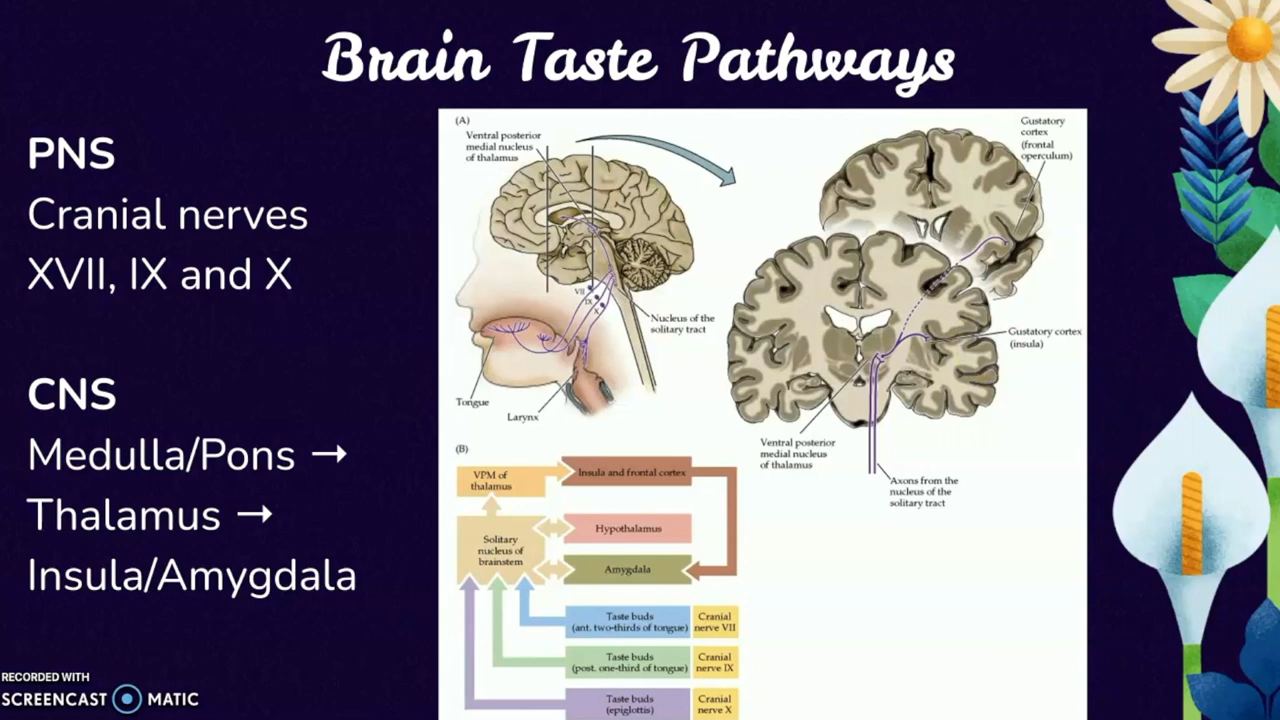 Brain Taste Pathways
PNS
Cranial nerves
XVII, IX and X
CNS
Medulla/Pons →
Thalamus →
Insula/Amygdala
(A)
Ventral posterior
medial nucleus
of thalamus
VII
IX
X
Nucleus of the
solitary tract
Tongue
Larynx
Gustatory
cortex
(frontal
operculum)
Gustatory cortex
(insula)
Ventral posterior
medial nucleus
of thalamus
Axons from the
nucleus of the
solitary tract
(B)
VPM of
thalamus
Insula and frontal cortex
Solitary
nucleus of
brainstem
Hypothalamus
Amygdala
Taste buds
(ant. two-thirds of tongue)
Cranial
nerve VII
Taste buds
(post. one-third of tongue)
Cranial
nerve IX
Taste buds
(epiglottis)
Cranial
nerve X
RECORDED WITH
SCREENCAST MATIC